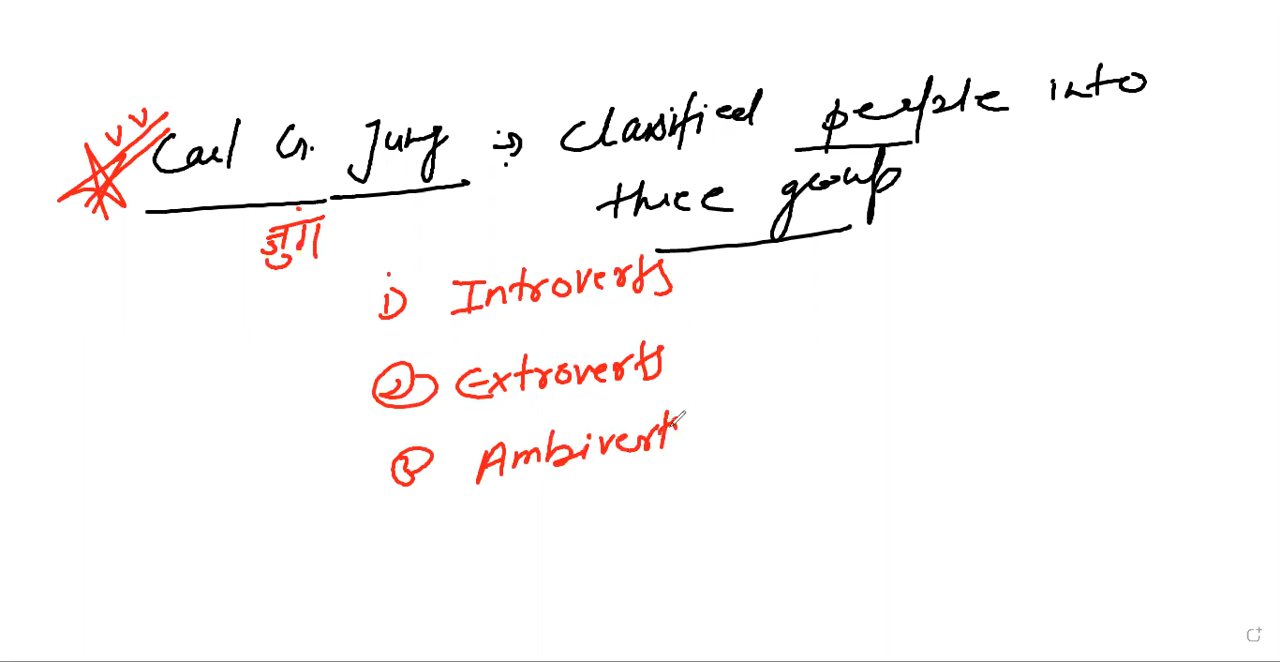 Carl G. Jung ⇒ Classified people into
three group
जुंग
i) Introverts
② Extroverts
③ Ambivert